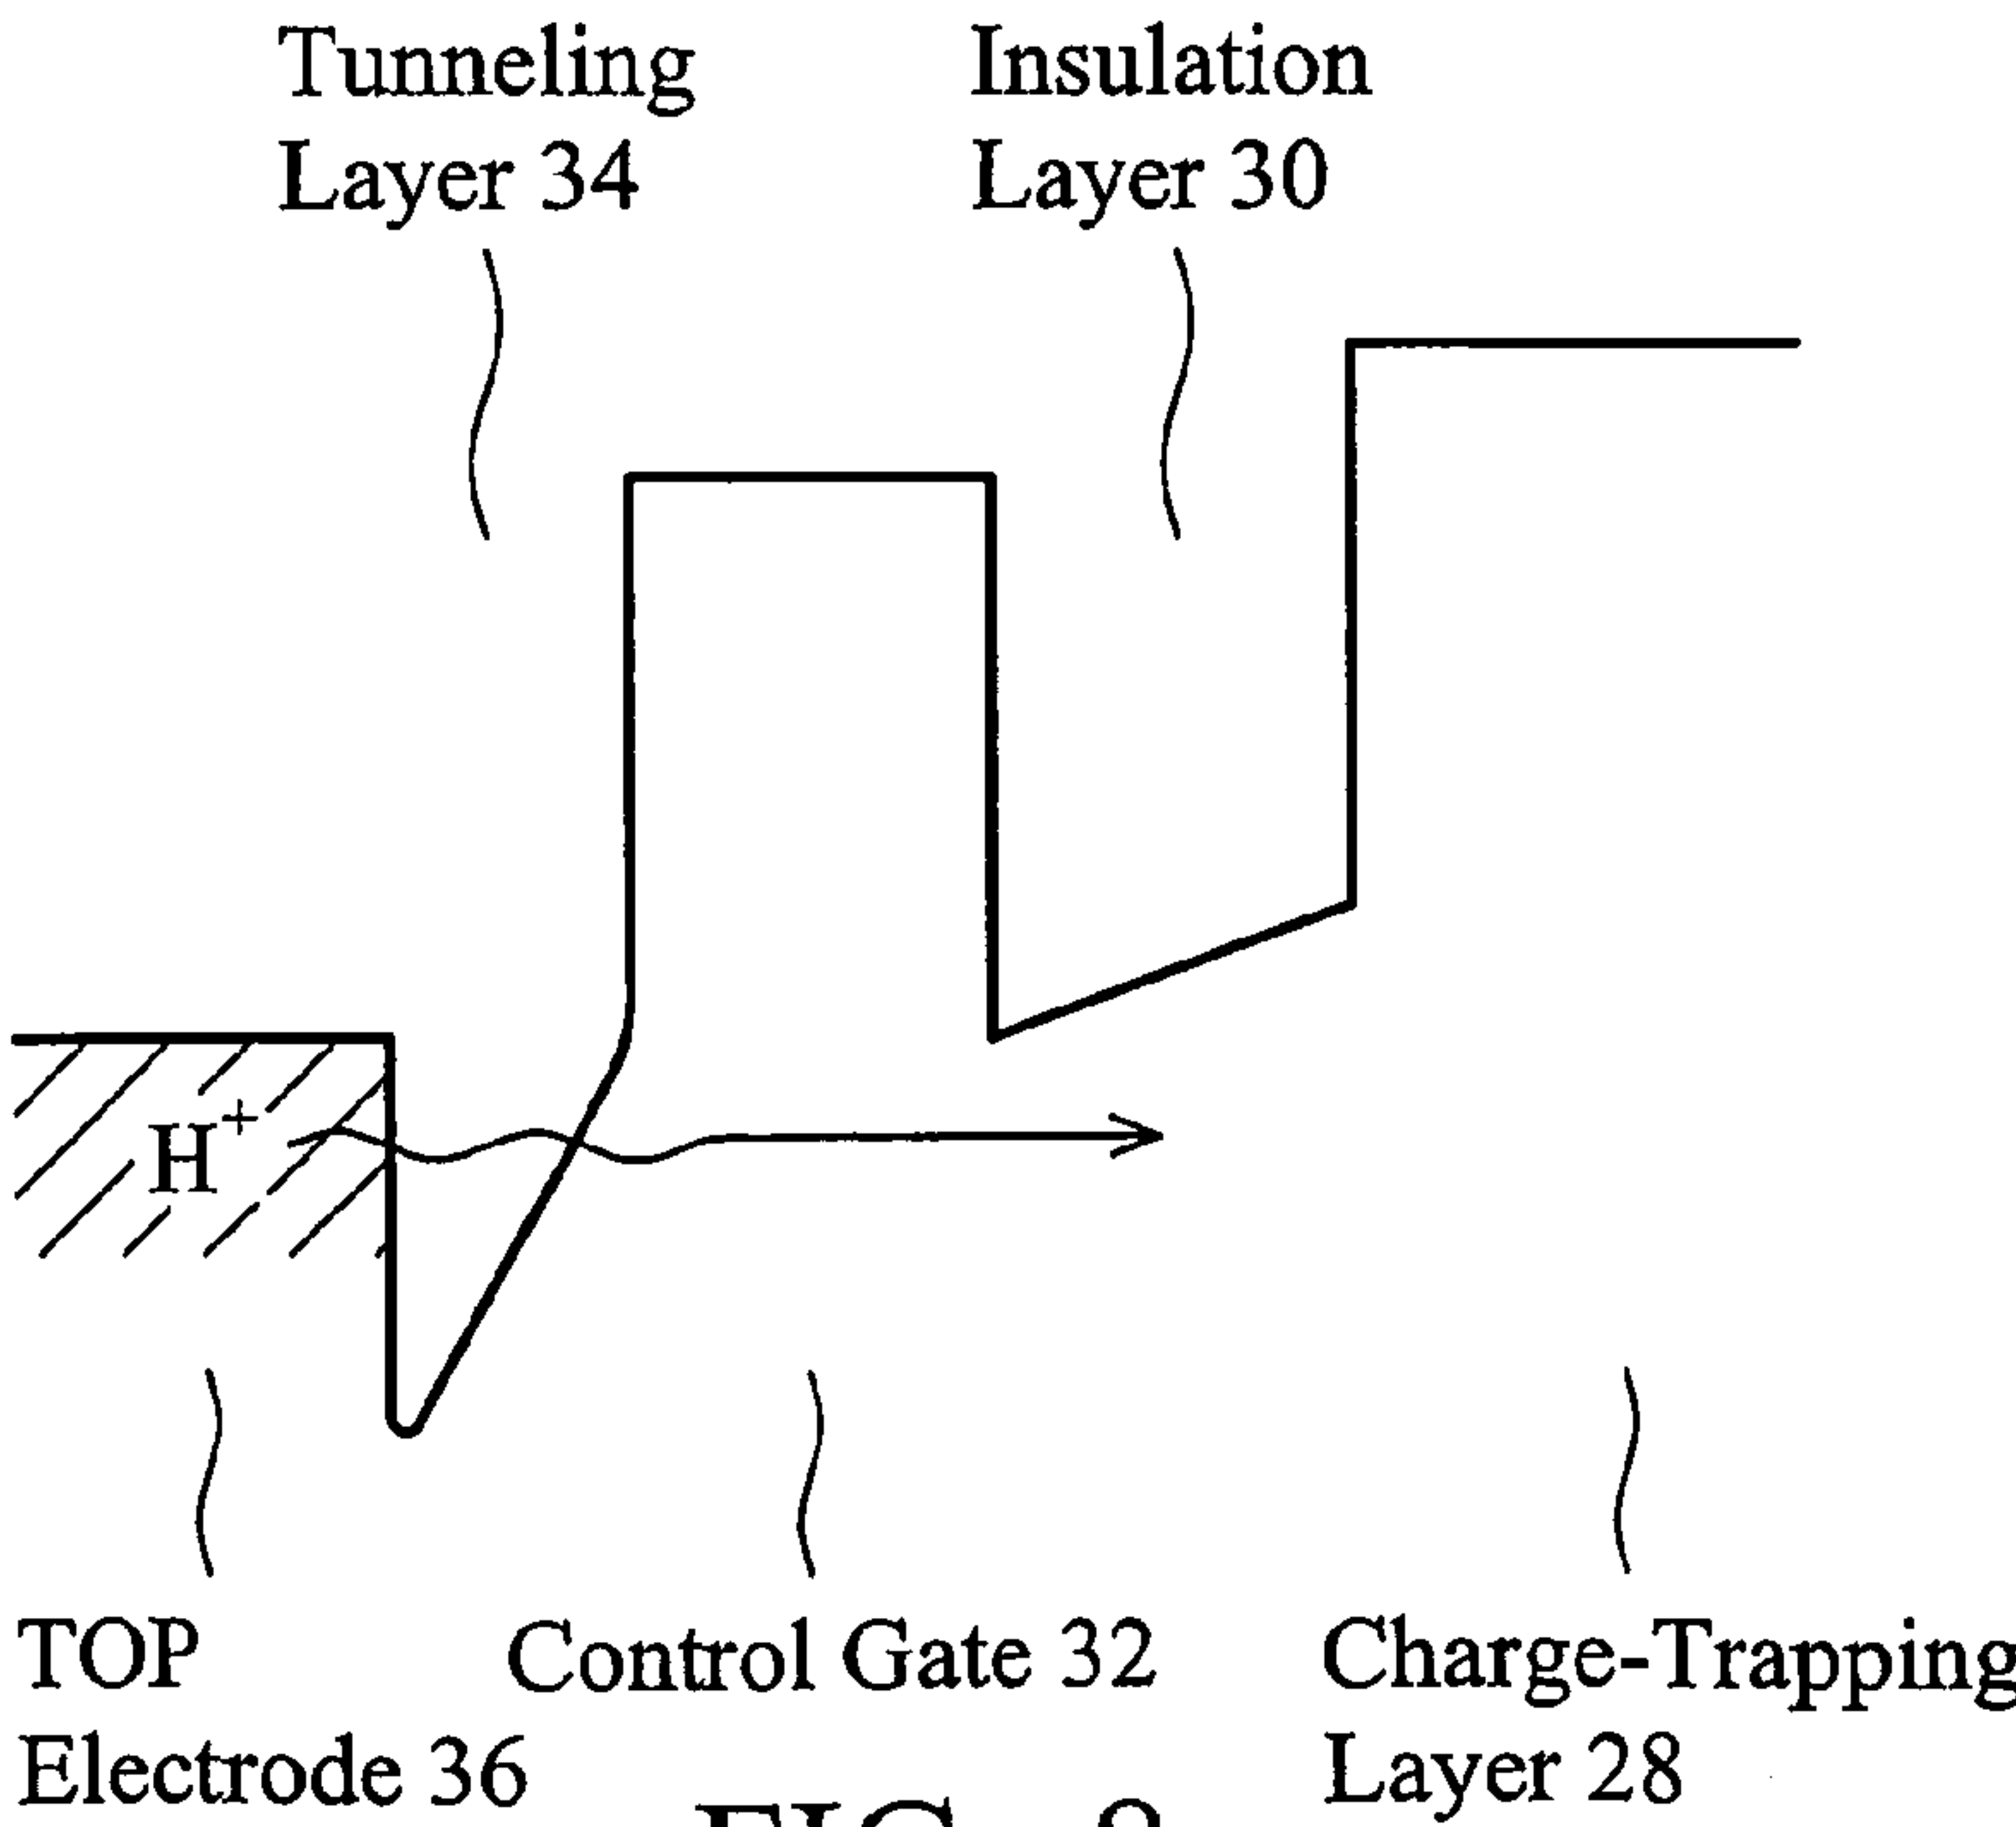 Tunneling
Layer 34
Insulation
Layer 30
H+
TOP
Electrode 36
Control Gate 32
Charge-Trapping
Layer 28